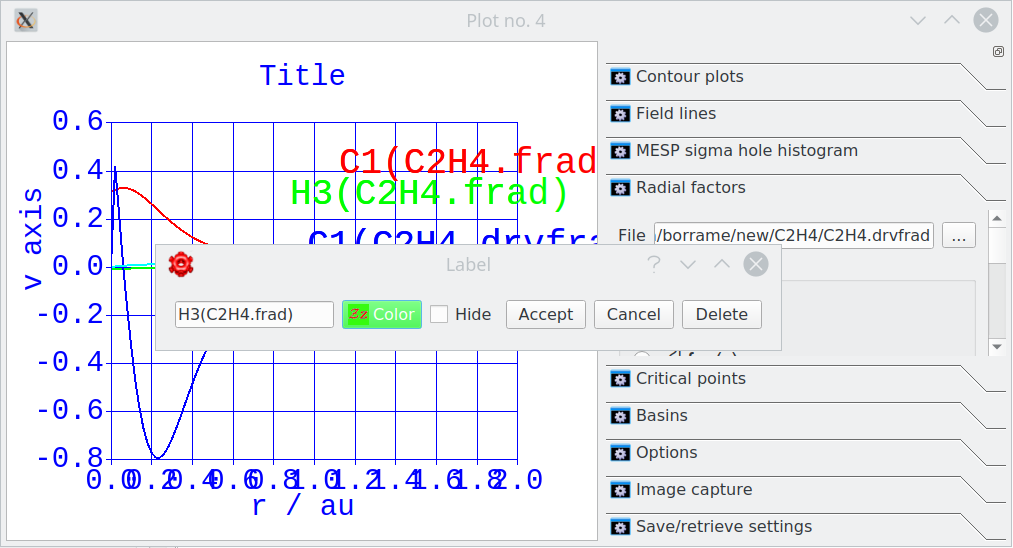 Plot no. 4
Title
0.6
0.4
0.2
0.0
-0.2
-0.4
-0.6
-0.8
v axis
C1(C2H4.frad
H3(C2H4.frad)
C1(C2H4.drvfra
0.0 0.2 0.4 0.6 0.8 1.0 1.2 1.4 1.6 1.8 2.0
r / au
Contour plots
Field lines
MESP sigma hole histogram
Radial factors
File /borrame/new/C2H4/C2H4.drvfrad ...
Label
H3(C2H4.frad) Zz Color Hide Accept Cancel Delete
Critical points
Basins
Options
Image capture
Save/retrieve settings